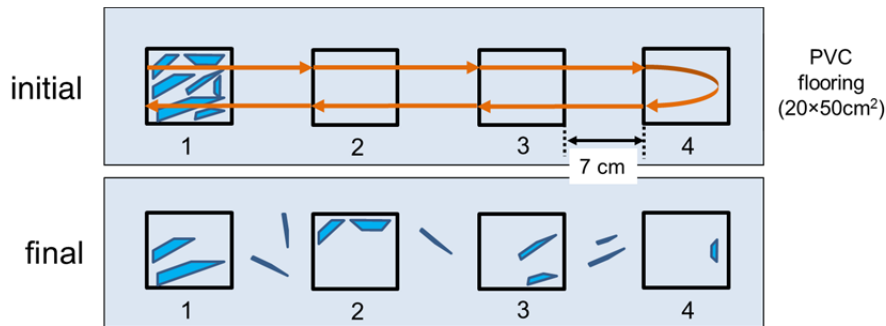 initial
1
2
3
4
7 cm
PVC
flooring
(20×50cm²)
final
1
2
3
4